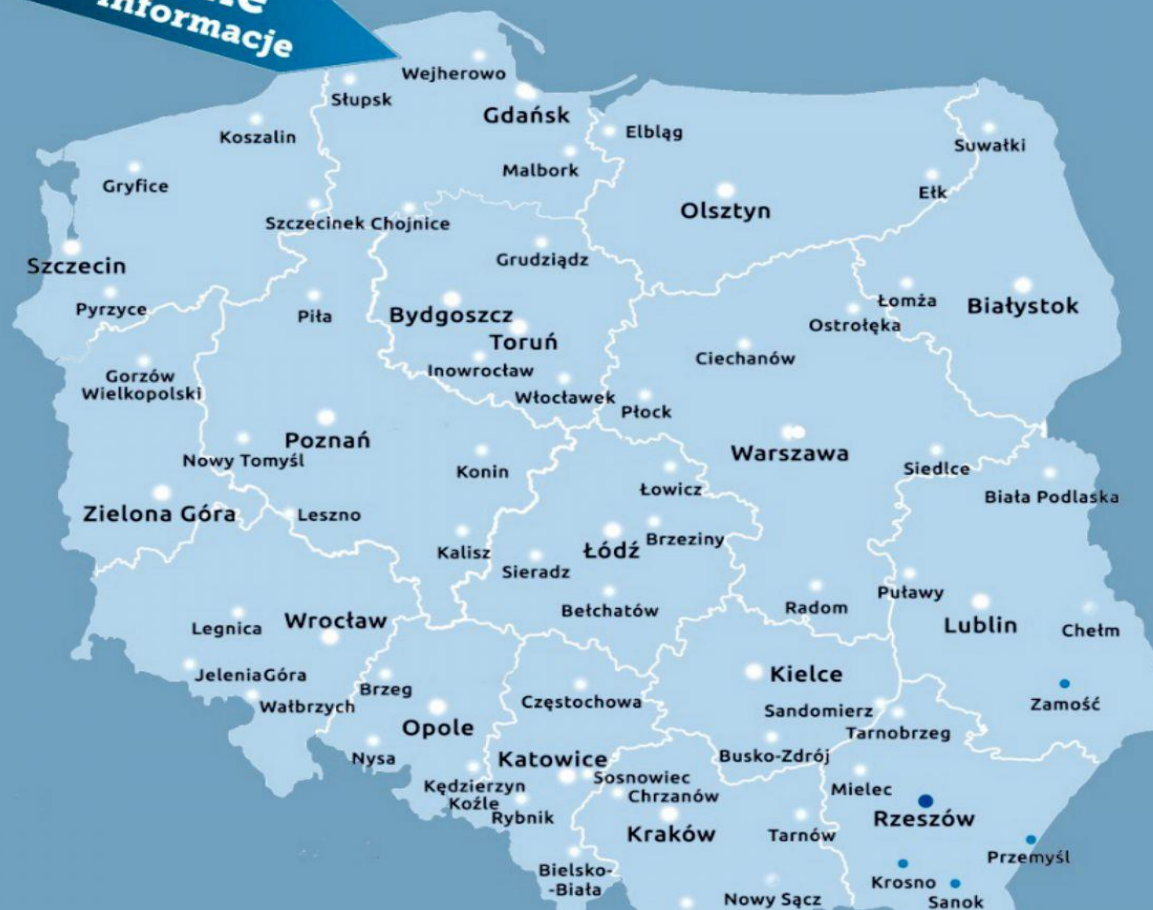 informacje
Wejherowo
Słupsk
Gdańsk
Koszalin
Elbląg
Suwałki
Malbork
Gryfice
Ełk
Olsztyn
Szczecinek Chojnice
Grudziądz
Szczecin
Pyrzyce
Piła
Bydgoszcz
Łomża
Białystok
Ostrołęka
Toruń
Ciechanów
Inowrocław
Gorzów
Wielkopolski
Włocławek
Płock
Poznań
Warszawa
Nowy Tomyśl
Konin
Siedlce
Łowicz
Biała Podlaska
Zielona Góra
Leszno
Brzeziny
Kalisz
Łódź
Sieradz
Puławy
Bełchatów
Radom
Wrocław
Legnica
Lublin
Chełm
JeleniaGóra
Kielce
Brzeg
Częstochowa
Zamość
Wałbrzych
Sandomierz
Opole
Tarnobrzeg
Nysa
Katowice
Busko-Zdrój
Sosnowiec
Kędzierzyn
Koźle
Chrzanów
Mielec
Rybnik
Rzeszów
Kraków
Tarnów
Przemyśl
Bielsko-
-Biała
Krosno
Nowy Sącz
Sanok